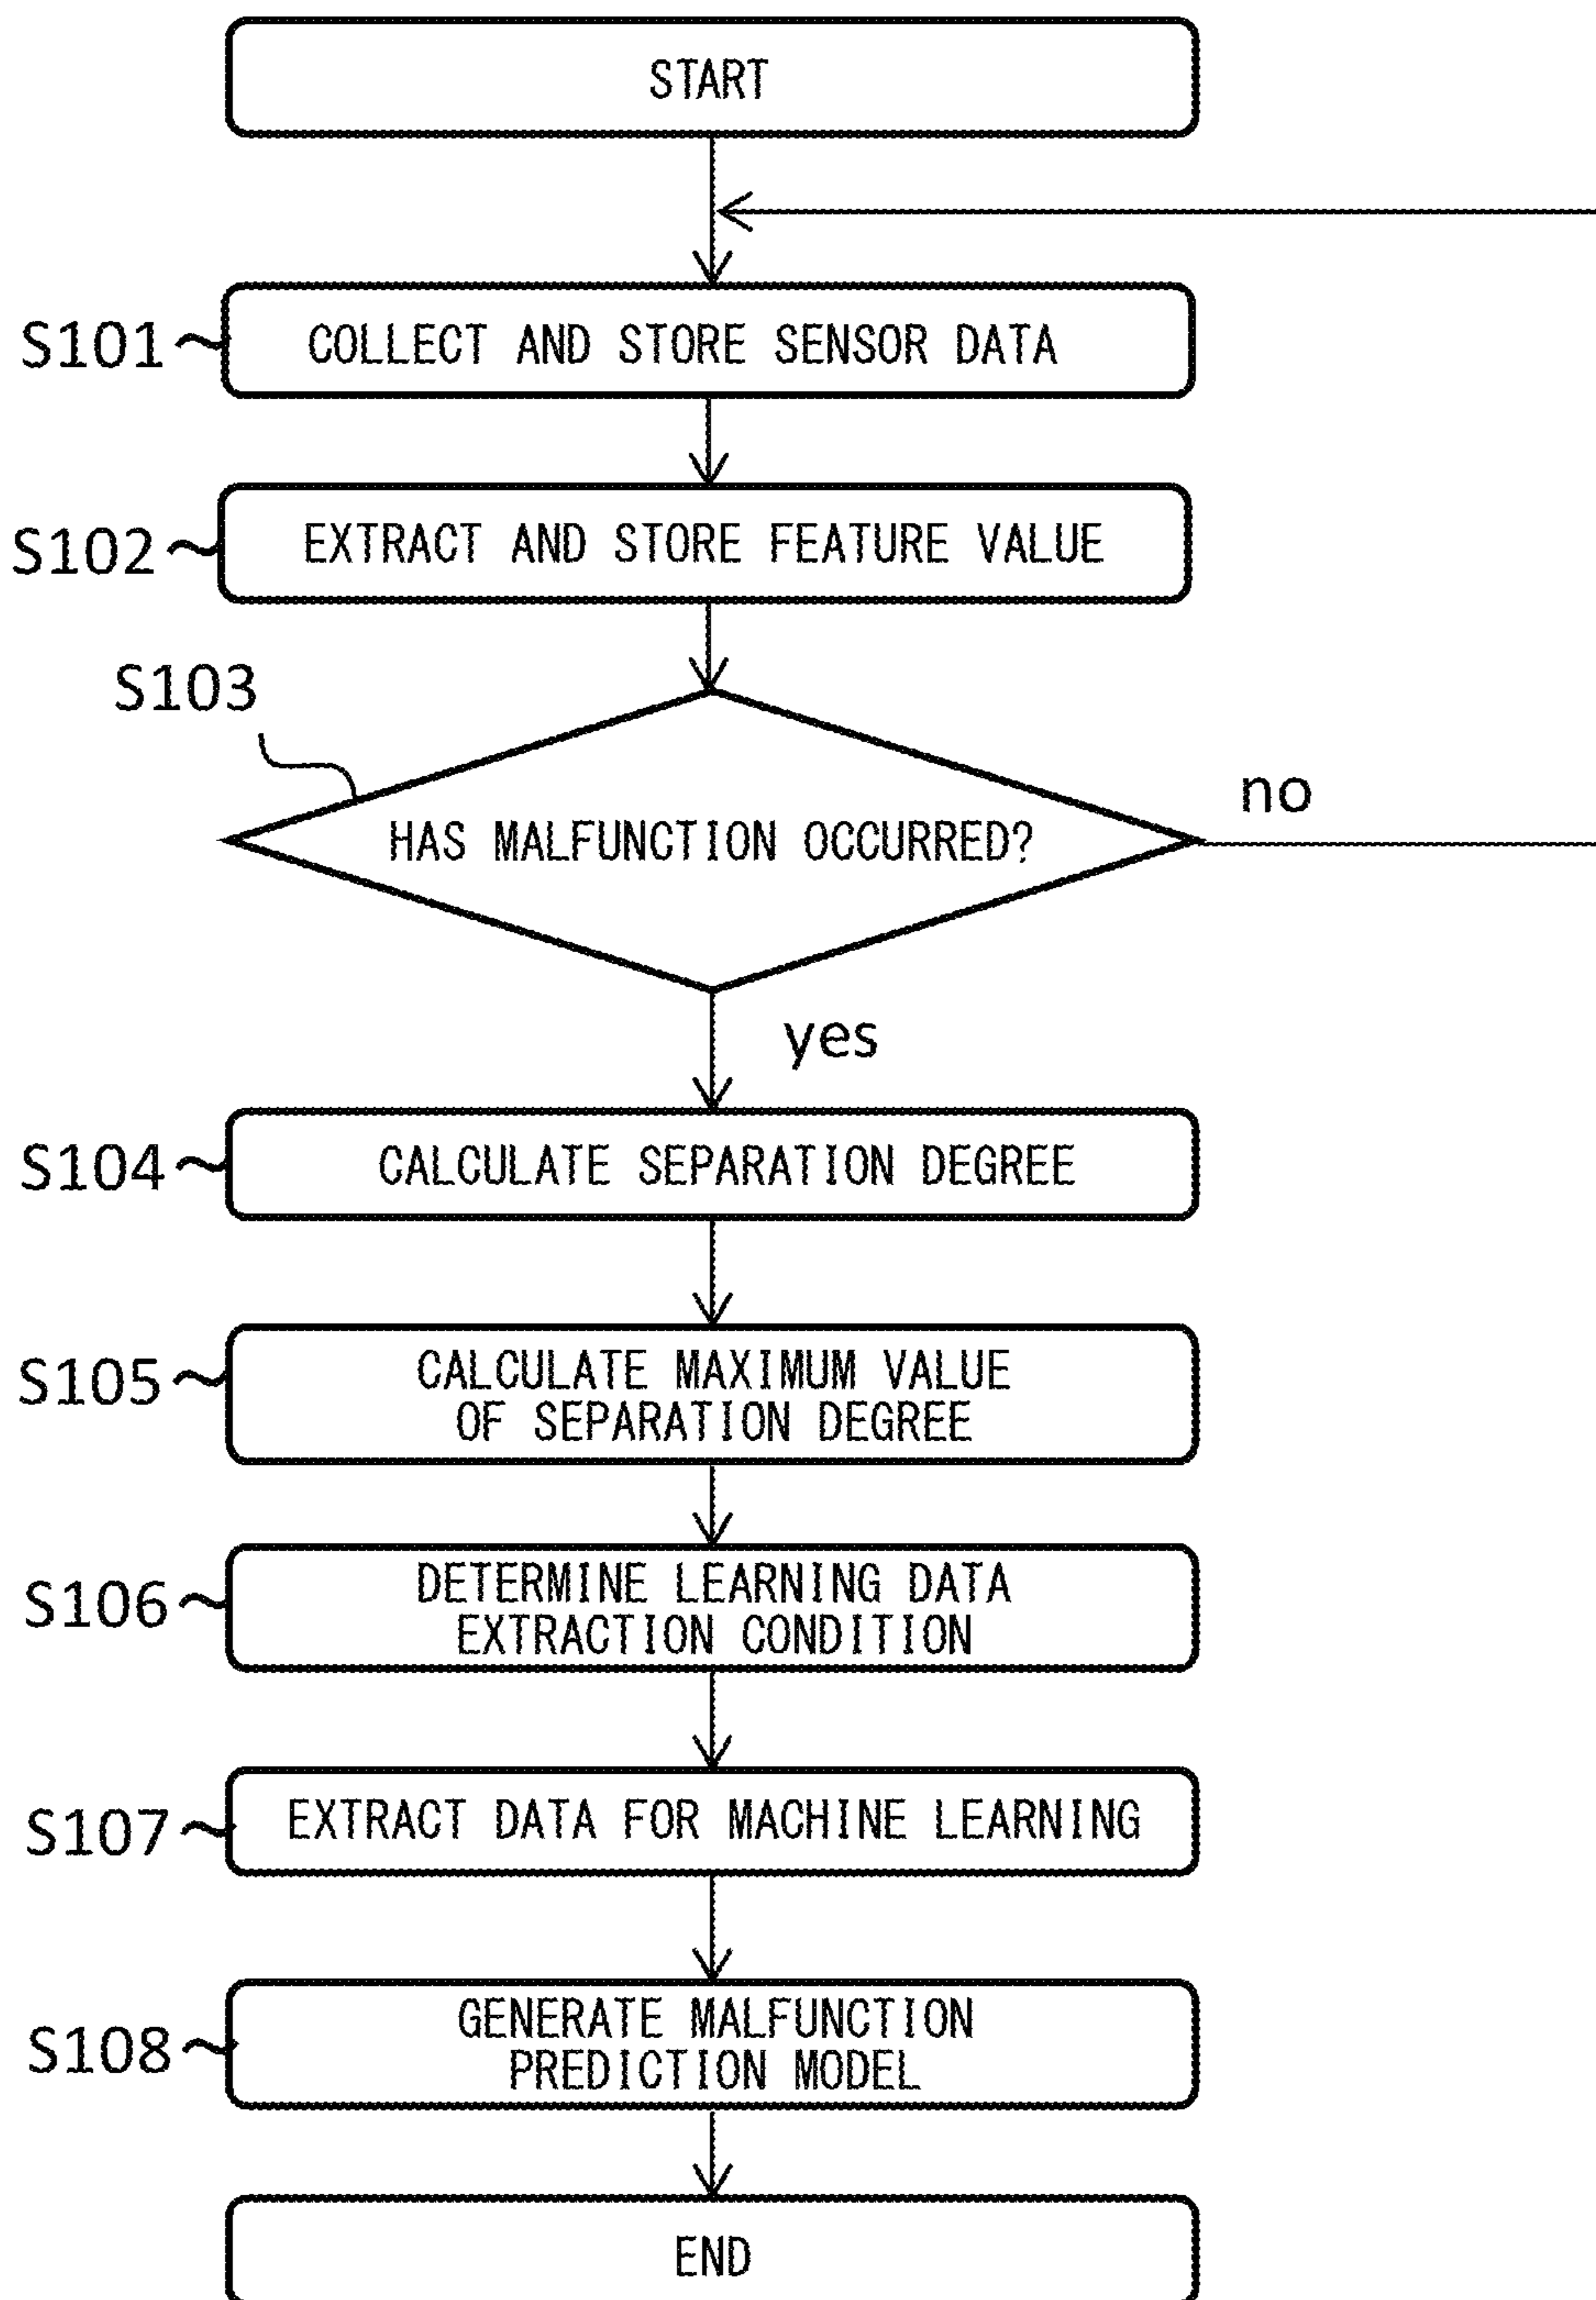 START
S101
COLLECT AND STORE SENSOR DATA
S102
EXTRACT AND STORE FEATURE VALUE
S103
HAS MALFUNCTION OCCURRED?
no
yes
S104
CALCULATE SEPARATION DEGREE
S105
CALCULATE MAXIMUM VALUE
OF SEPARATION DEGREE
S106
DETERMINE LEARNING DATA
EXTRACTION CONDITION
S107
EXTRACT DATA FOR MACHINE LEARNING
S108
GENERATE MALFUNCTION
PREDICTION MODEL
END